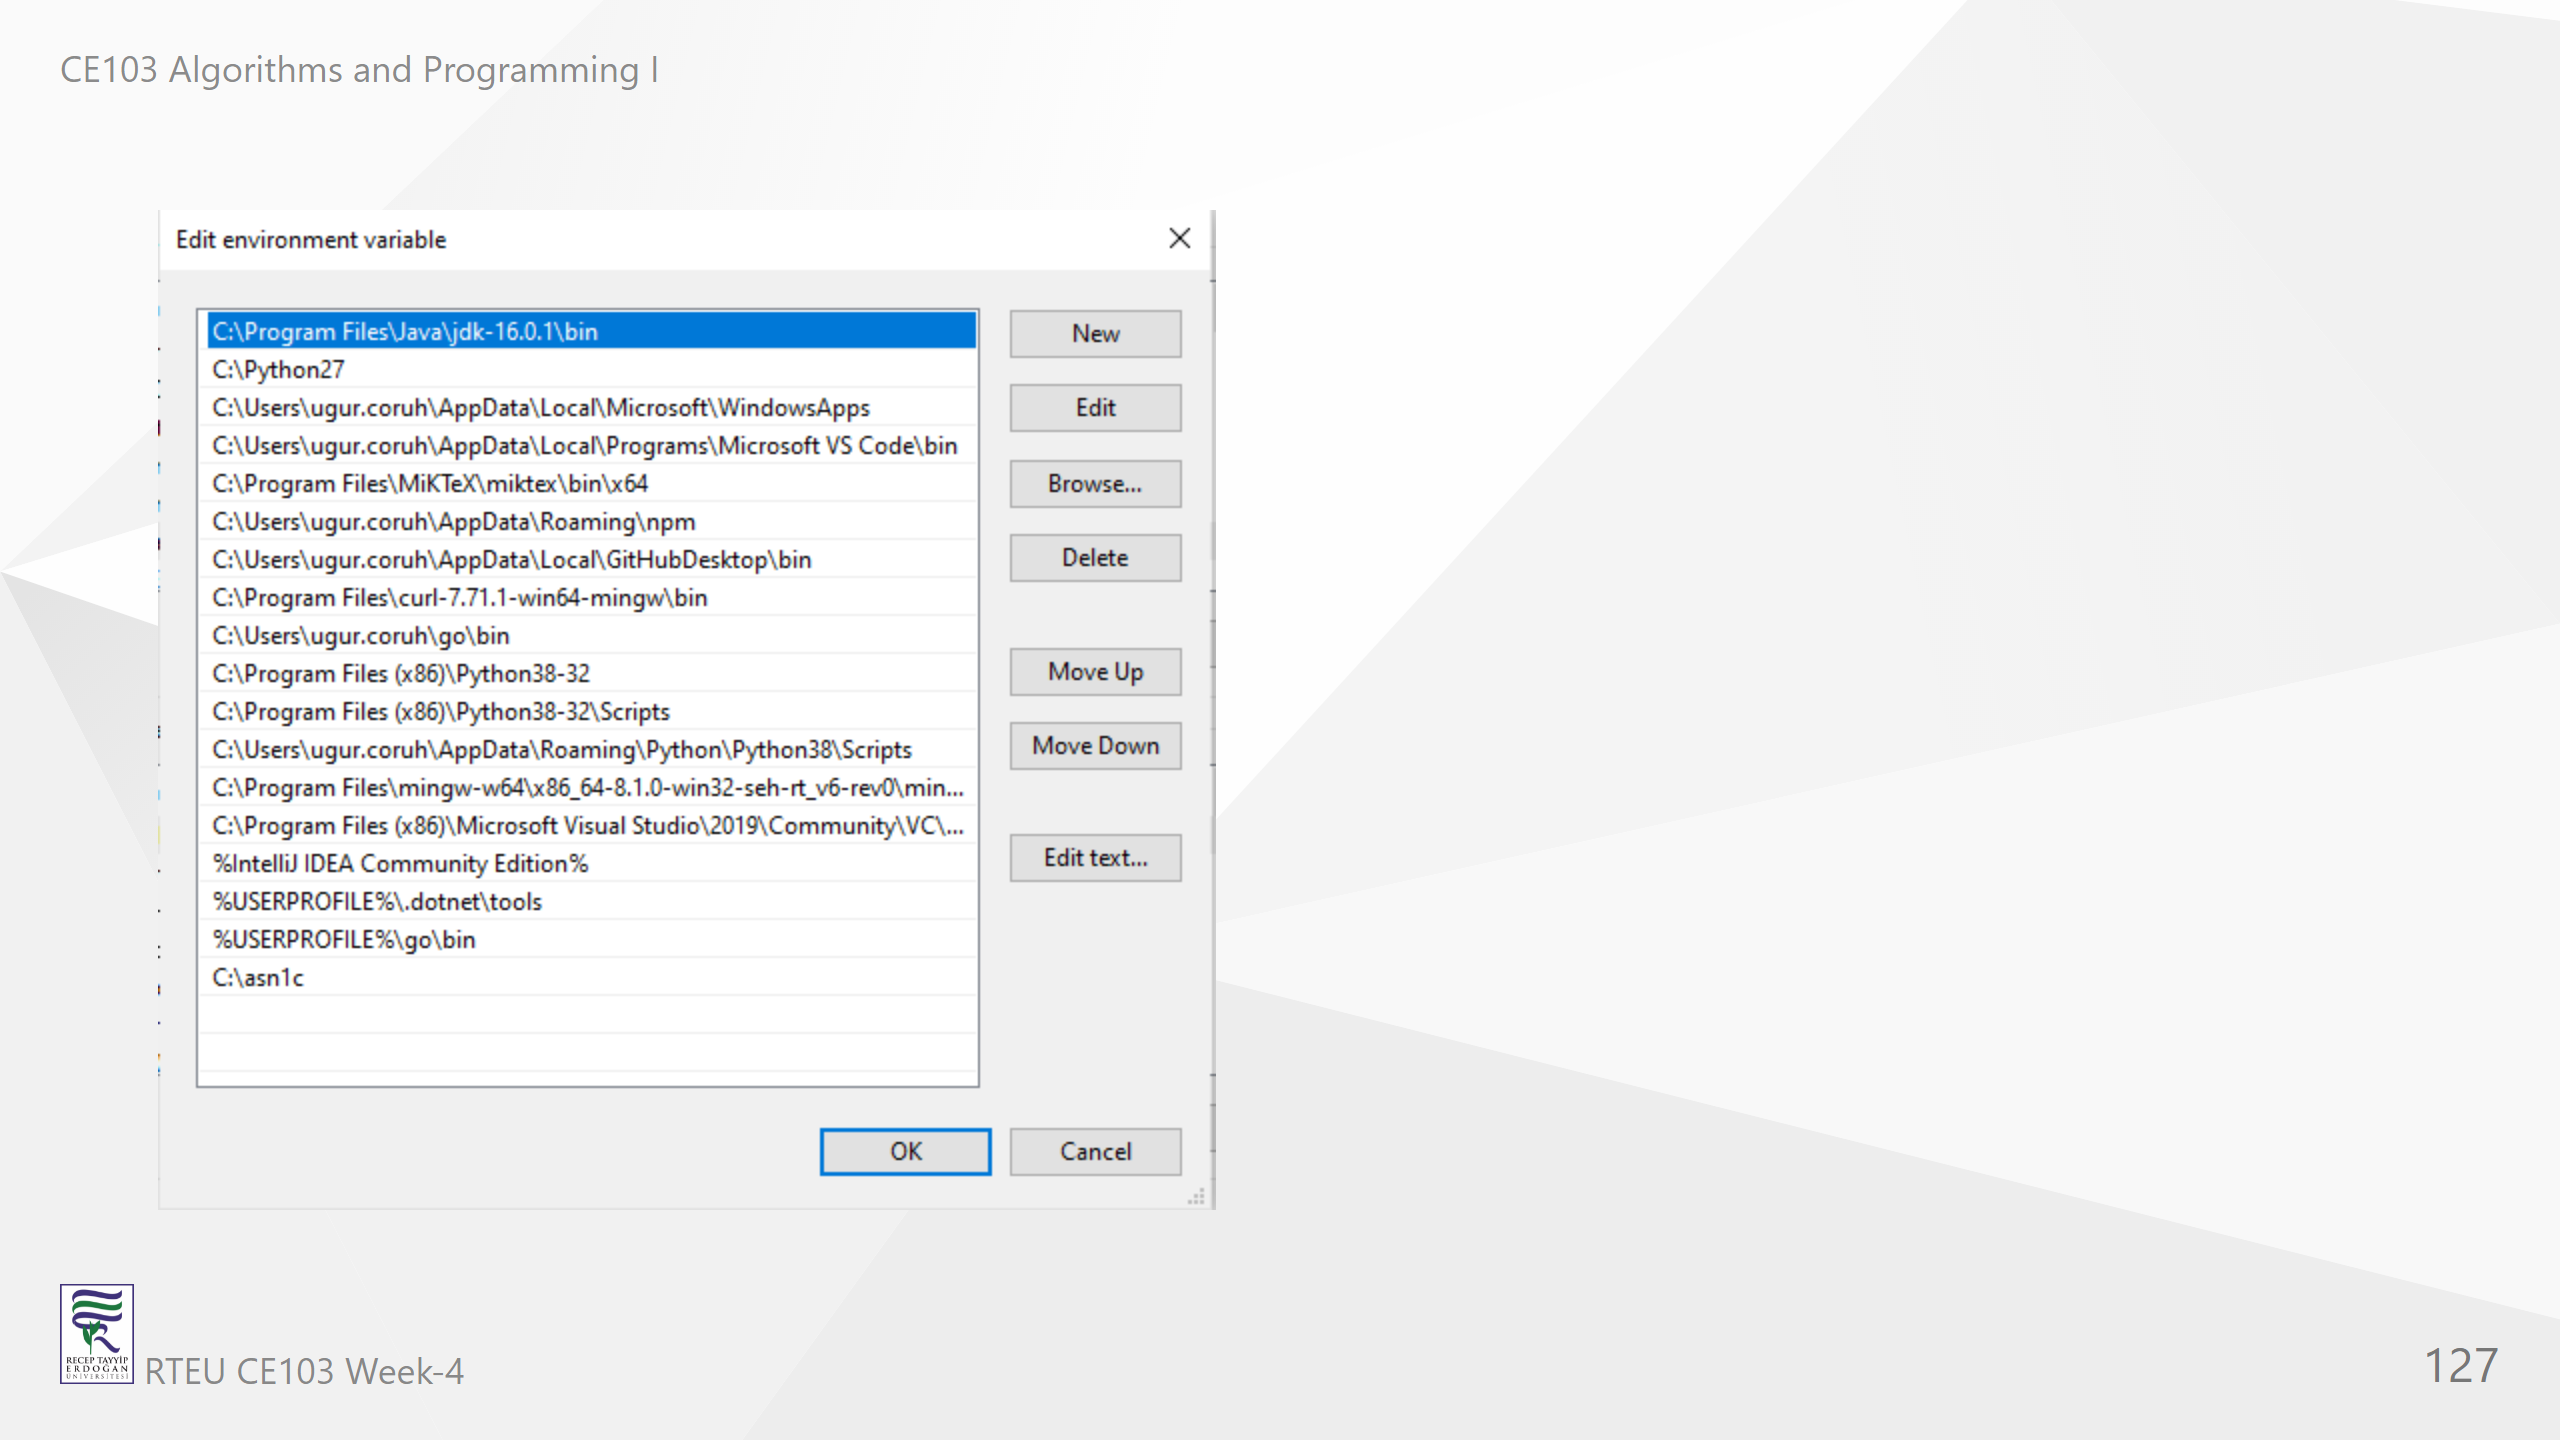 CE103 Algorithms and Programming I
Edit environment variable
C:\Program Files\Java\jdk-16.0.1\bin
C:\Python27
C:\Users\ugur.coruh\AppData\Local\Microsoft\WindowsApps
C:\Users\ugur.coruh\AppData\Local\Programs\Microsoft VS Code\bin
C:\Program Files\MiKTeX\miktex\bin\x64
C:\Users\ugur.coruh\AppData\Roaming\npm
C:\Users\ugur.coruh\AppData\Local\GitHubDesktop\bin
C:\Program Files\curl-7.71.1-win64-mingw\bin
C:\Users\ugur.coruh\go\bin
C:\Program Files (x86)\Python38-32
C:\Program Files (x86)\Python38-32\Scripts
C:\Users\ugur.coruh\AppData\Roaming\Python\Python38\Scripts
C:\Program Files\mingw-w64\x86_64-8.1.0-win32-seh-rt_v6-rev0\min...
C:\Program Files (x86)\Microsoft Visual Studio\2019\Community\VC\...
%IntelliJ IDEA Community Edition%
%USERPROFILE%\.dotnet\tools
%USERPROFILE%\go\bin
C:\asn1c
New
Edit
Browse...
Delete
Move Up
Move Down
Edit text...
OK
Cancel
RECEP TAYYİP
ERDOĞAN
ÜNİVERSİTESİ
RTEU CE103 Week-4
127